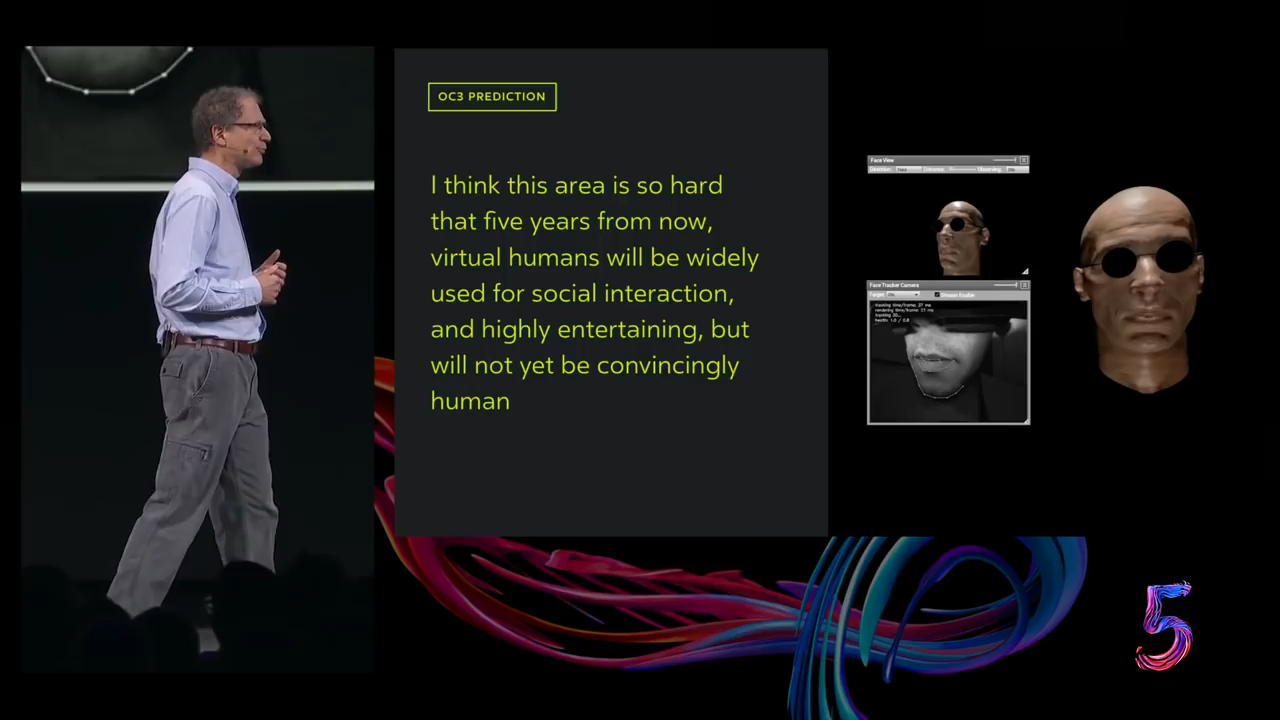 OC3 PREDICTION
I think this area is so hard
that five years from now,
virtual humans will be widely
used for social interaction,
and highly entertaining, but
will not yet be convincingly
human
Face View
Face Tracker Camera
5